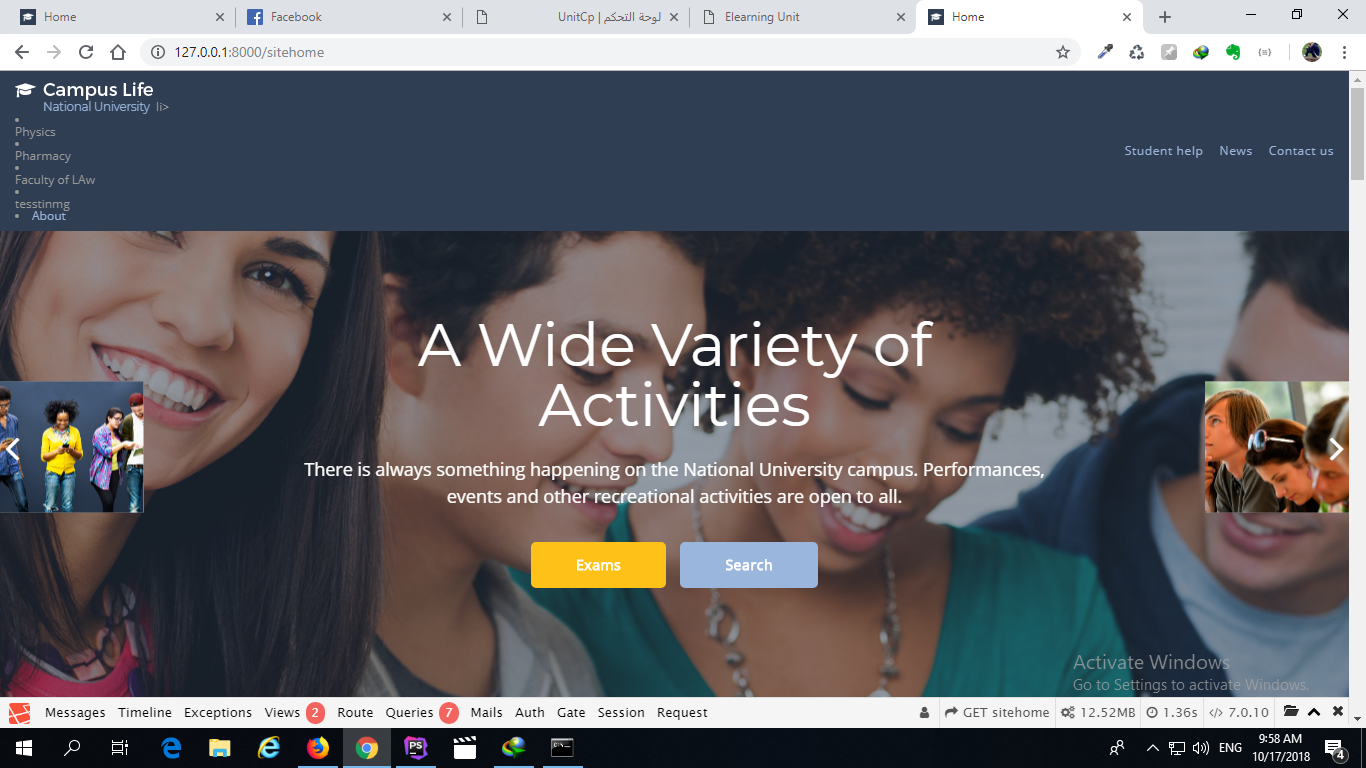 Home
Facebook
UnitCp | لوحة التحكم
Elearning Unit
Home
127.0.0.1:8000/sitehome
Campus Life
National University li>
Physics
Pharmacy
Faculty of LAw
tesstinmg
About
Student help News Contact us
A Wide Variety of
Activities
There is always something happening on the National University campus. Performances,
events and other recreational activities are open to all.
Exams Search
Activate Windows
Go to Settings to activate Windows.
Messages Timeline Exceptions Views 2 Route Queries 7 Mails Auth Gate Session Request GET sitehome 12.52MB 1.36s </> 7.0.10
PS
ENG
9:58 AM
10/17/2018
4